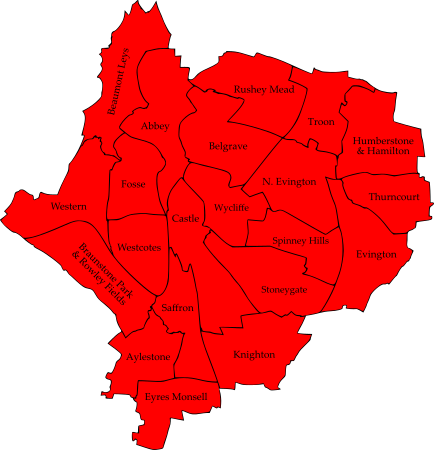 Beaumont Leys
Rushey Mead
Abbey
Troon
Belgrave
Humberstone
& Hamilton
Fosse
N. Evington
Thurncourt
Western
Castle
Wycliffe
Westcotes
Spinney Hills
Evington
Braunstone Park
& Rowley Fields
Stoneygate
Saffron
Aylestone
Knighton
Eyres Monsell